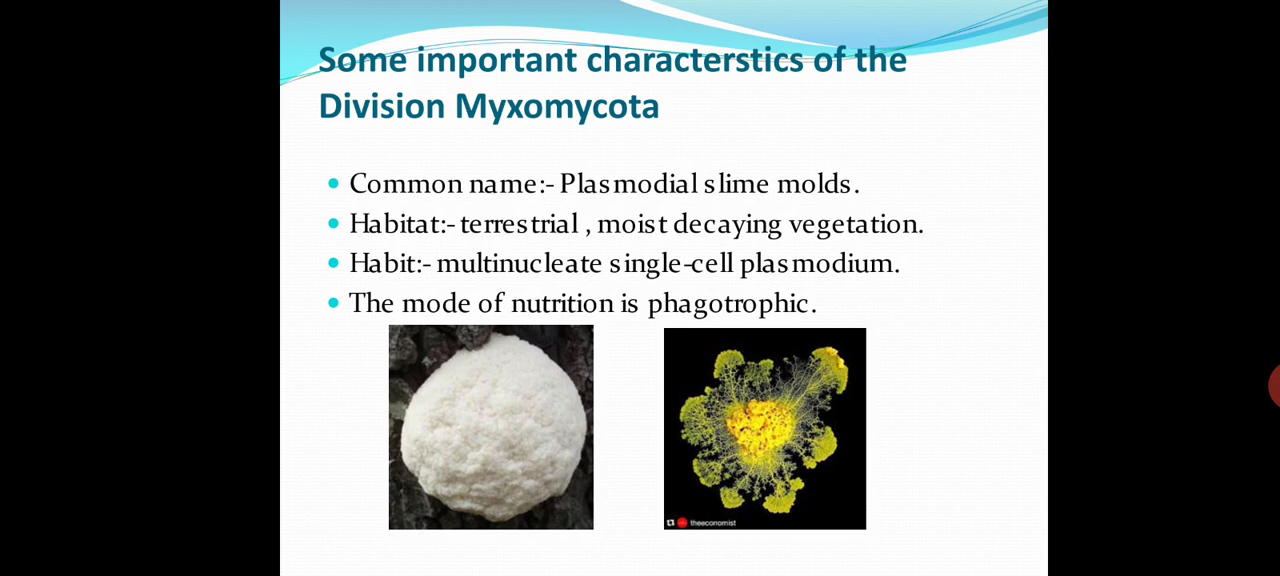 Some important characterstics of the
Division Myxomycota
• Common name:- Plasmodial slime molds.
• Habitat:- terrestrial , moist decaying vegetation.
• Habit:- multinucleate single-cell plasmodium.
• The mode of nutrition is phagotrophic.
theeconomist